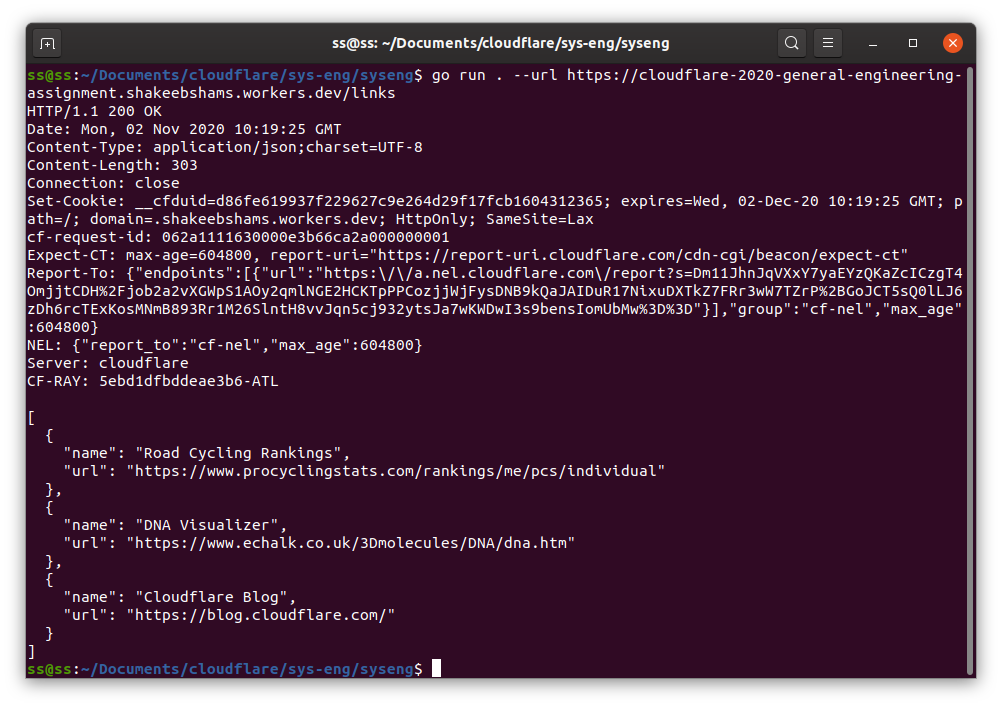 ss@ss: ~/Documents/cloudflare/sys-eng/syseng
ss@ss:~/Documents/cloudflare/sys-eng/syseng$ go run . --url https://cloudflare-2020-general-engineering-
assignment.shakeebshams.workers.dev/links
HTTP/1.1 200 OK
Date: Mon, 02 Nov 2020 10:19:25 GMT
Content-Type: application/json;charset=UTF-8
Content-Length: 303
Connection: close
Set-Cookie: __cfduid=d86fe619937f229627c9e264d29f17fcb1604312365; expires=Wed, 02-Dec-20 10:19:25 GMT; p
ath=/; domain=.shakeebshams.workers.dev; HttpOnly; SameSite=Lax
cf-request-id: 062a1111630000e3b66ca2a000000001
Expect-CT: max-age=604800, report-uri="https://report-uri.cloudflare.com/cdn-cgi/beacon/expect-ct"
Report-To: {"endpoints":[{"url":"https:\/\/a.nel.cloudflare.com\/report?s=Dm11JhnJqVXxY7yaEYzQKaZcICzgT4
OmjjtCDH%2Fjob2a2vXGWpS1AOy2qmlNGE2HCKTpPPCozjjWjFysDNB9kQaJAIDuR17NixuDXTkZ7FRr3wW7TZrP%2BGoJCT5sQ0lLJ6
zDh6rcTExKosMNmB893Rr1M26SlntH8vvJqn5cj932ytsJa7wKWDwI3s9bensIomUbMw%3D%3D"}],"group":"cf-nel","max_age"
:604800}
NEL: {"report_to":"cf-nel","max_age":604800}
Server: cloudflare
CF-RAY: 5ebd1dfbddeae3b6-ATL
[
  {
    "name": "Road Cycling Rankings",
    "url": "https://www.procyclingstats.com/rankings/me/pcs/individual"
  },
  {
    "name": "DNA Visualizer",
    "url": "https://www.echalk.co.uk/3Dmolecules/DNA/dna.htm"
  },
  {
    "name": "Cloudflare Blog",
    "url": "https://blog.cloudflare.com/"
  }
]
ss@ss:~/Documents/cloudflare/sys-eng/syseng$